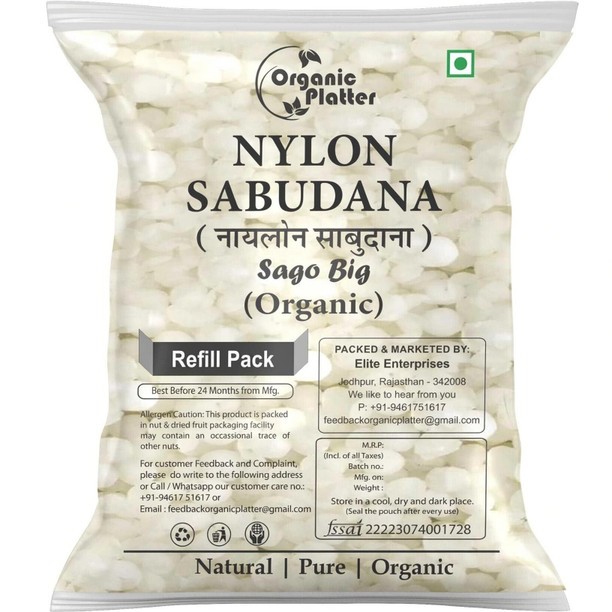 Organic
Platter
NYLON
SABUDANA
( नायलोन साबुदाना )
Sago Big
(Organic)
Refill Pack
Best Before 24 Months from Mfg.
Allergen Caution: This product is packed
in nut & dried fruit packaging facility
may contain an occassional trace of
other nuts.
For customer Feedback and Complaint,
please do write to the following address
or Call / Whatsapp our customer care no.:
+91-94617 51617 or
Email : feedbackorganicplatter@gmail.com
PACKED & MARKETED BY:
Elite Enterprises
Jodhpur, Rajasthan - 342008
We like to hear from you
P: +91-9461751617
feedbackorganicplatter@gmail.com
M.R.P:
(Incl. of all Taxes)
Batch no.:
Mfg. on:
Weight :
Store in a cool, dry and dark place.
(Seal the pouch after every use)
fssai 22223074001728
Natural | Pure | Organic